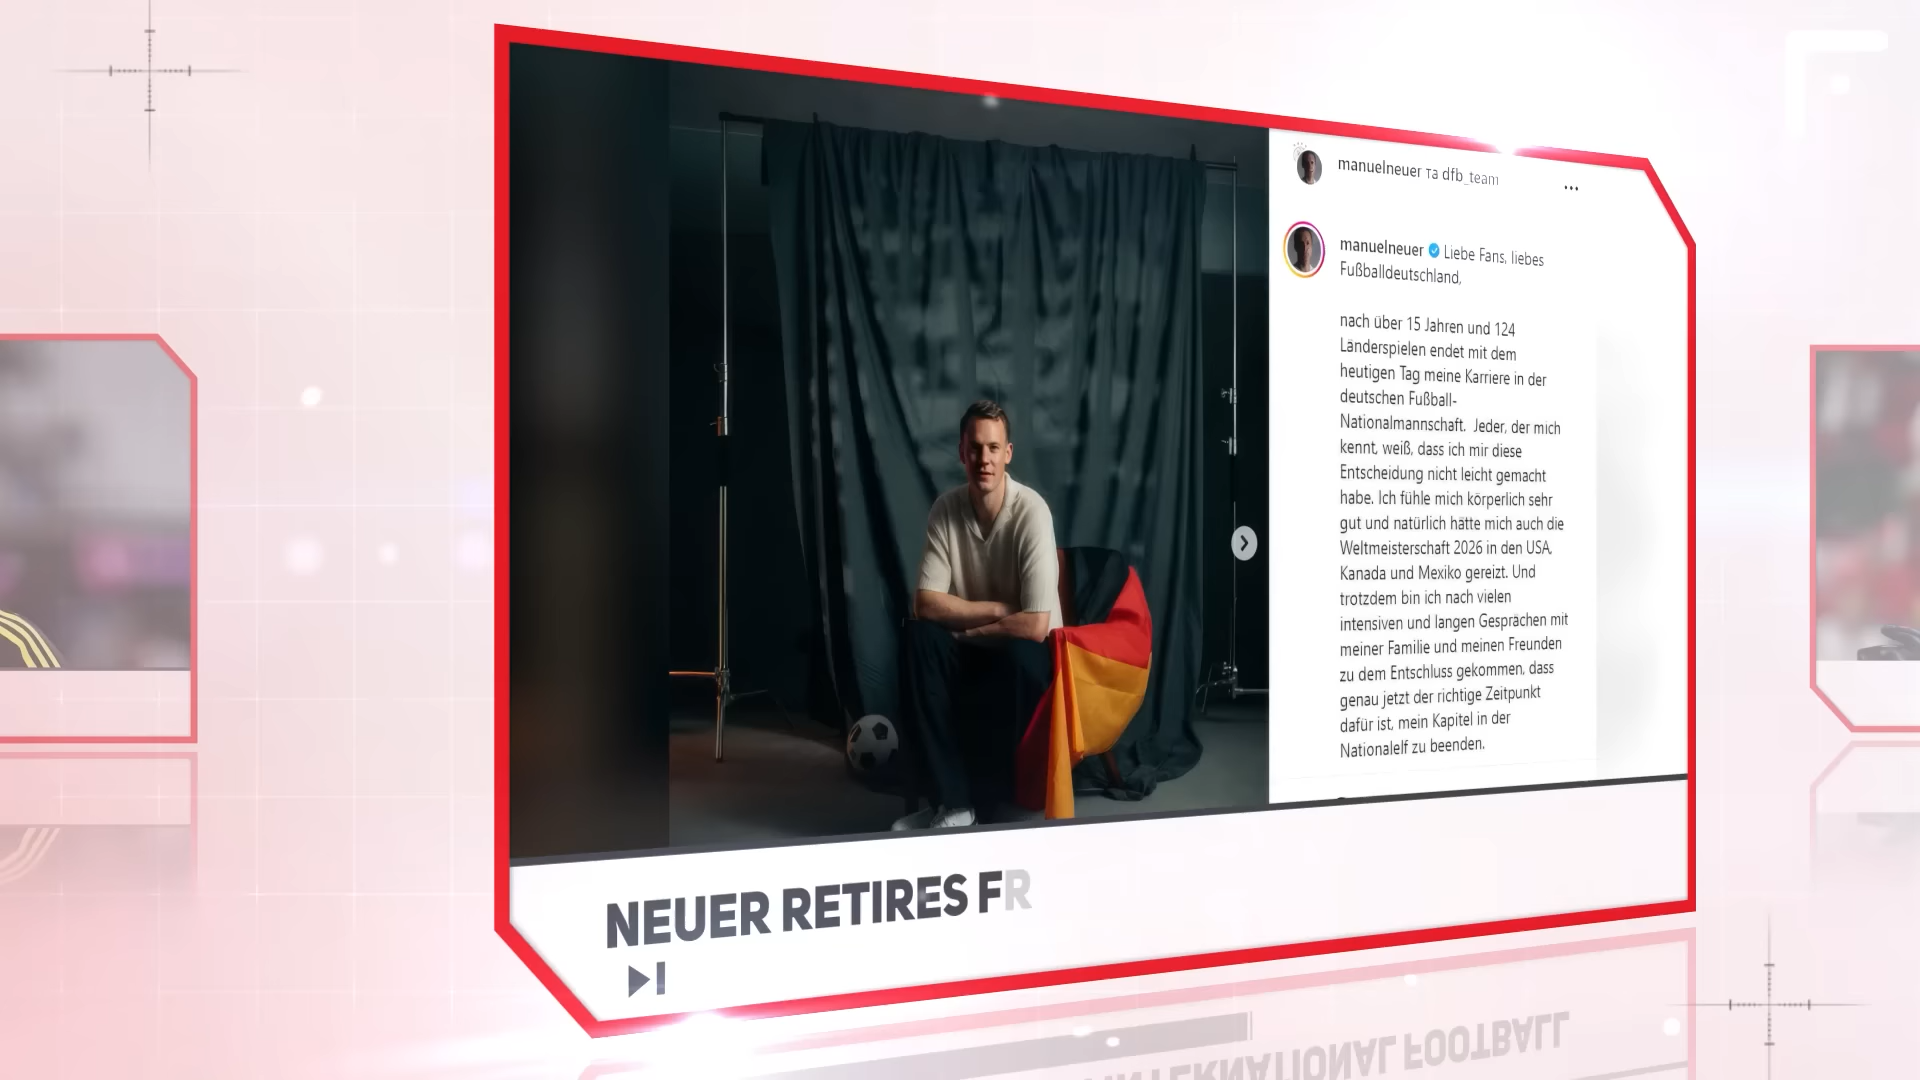 manuelneuer та dfb_team
manuelneuer Liebe Fans, liebes
Fußballdeutschland,
nach über 15 Jahren und 124
Länderspielen endet mit dem
heutigen Tag meine Karriere in der
deutschen Fußball-
Nationalmannschaft. Jeder, der mich
kennt, weiß, dass ich mir diese
Entscheidung nicht leicht gemacht
habe. Ich fühle mich körperlich sehr
gut und natürlich hätte mich auch die
Weltmeisterschaft 2026 in den USA,
Kanada und Mexiko gereizt. Und
trotzdem bin ich nach vielen
intensiven und langen Gesprächen mit
meiner Familie und meinen Freunden
zu dem Entschluss gekommen, dass
genau jetzt der richtige Zeitpunkt
dafür ist, mein Kapitel in der
Nationalelf zu beenden.
NEUER RETIRES FR
INTERNATIONAL FOOTBALL